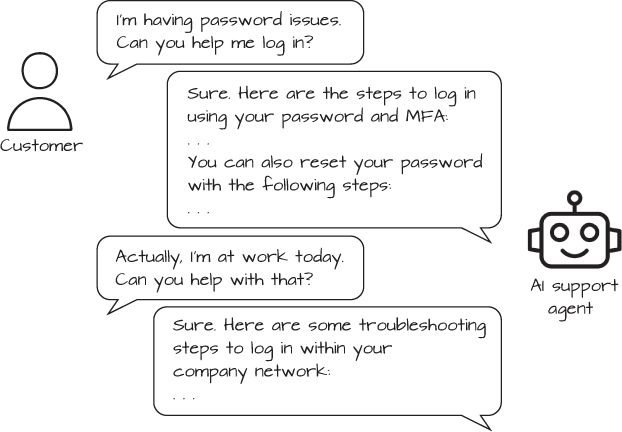 I'm having password issues.
Can you help me log in?
Customer
Sure. Here are the steps to log in
using your password and MFA:
. . .
You can also reset your password
with the following steps:
. . .
AI support
agent
Actually, I'm at work today.
Can you help with that?
Sure. Here are some troubleshooting
steps to log in within your
company network:
. . .